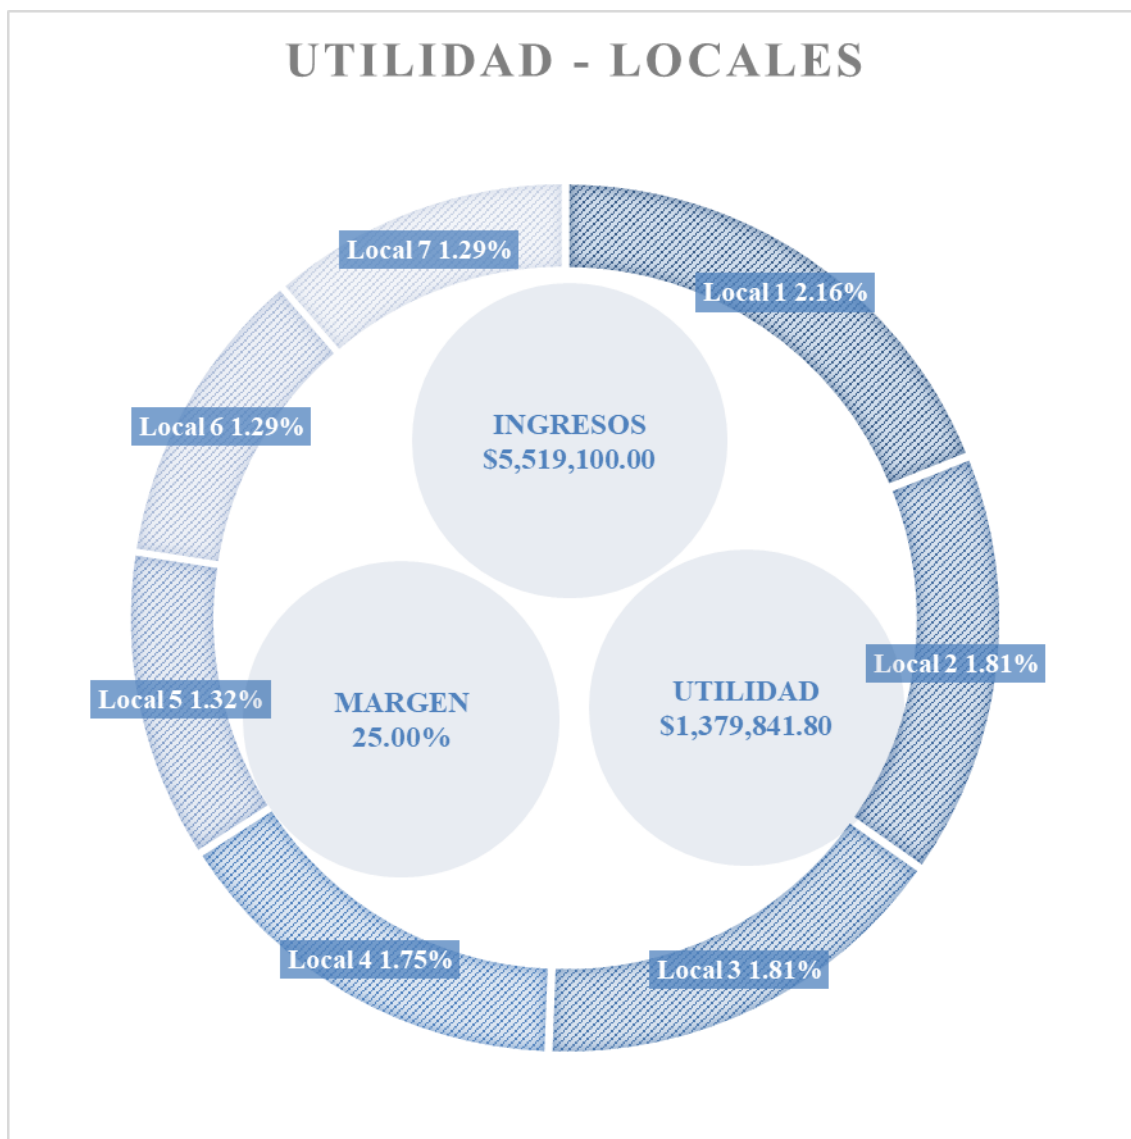 UTILIDAD - LOCALES
Local 7 1.29%
Local 1 2.16%
INGRESOS
$5,519,100.00
Local 6 1.29%
Local 2 1.81%
UTILIDAD
$1,379,841.80
MARGEN
25.00%
Local 5 1.32%
Local 4 1.75%
Local 3 1.81%